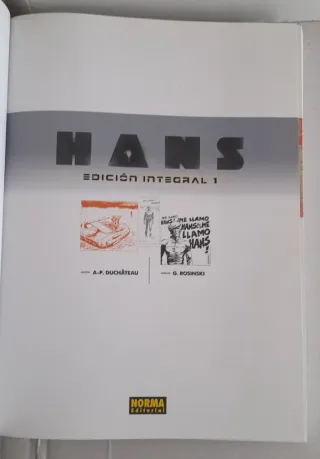 HANS
EDICIÓN INTEGRAL 1
¡ME LLAMO
HANS!
¡ME LLAMO
HANS!
A-P. DUCHÂTEAU
G. ROSINSKI
NORMA
Editorial